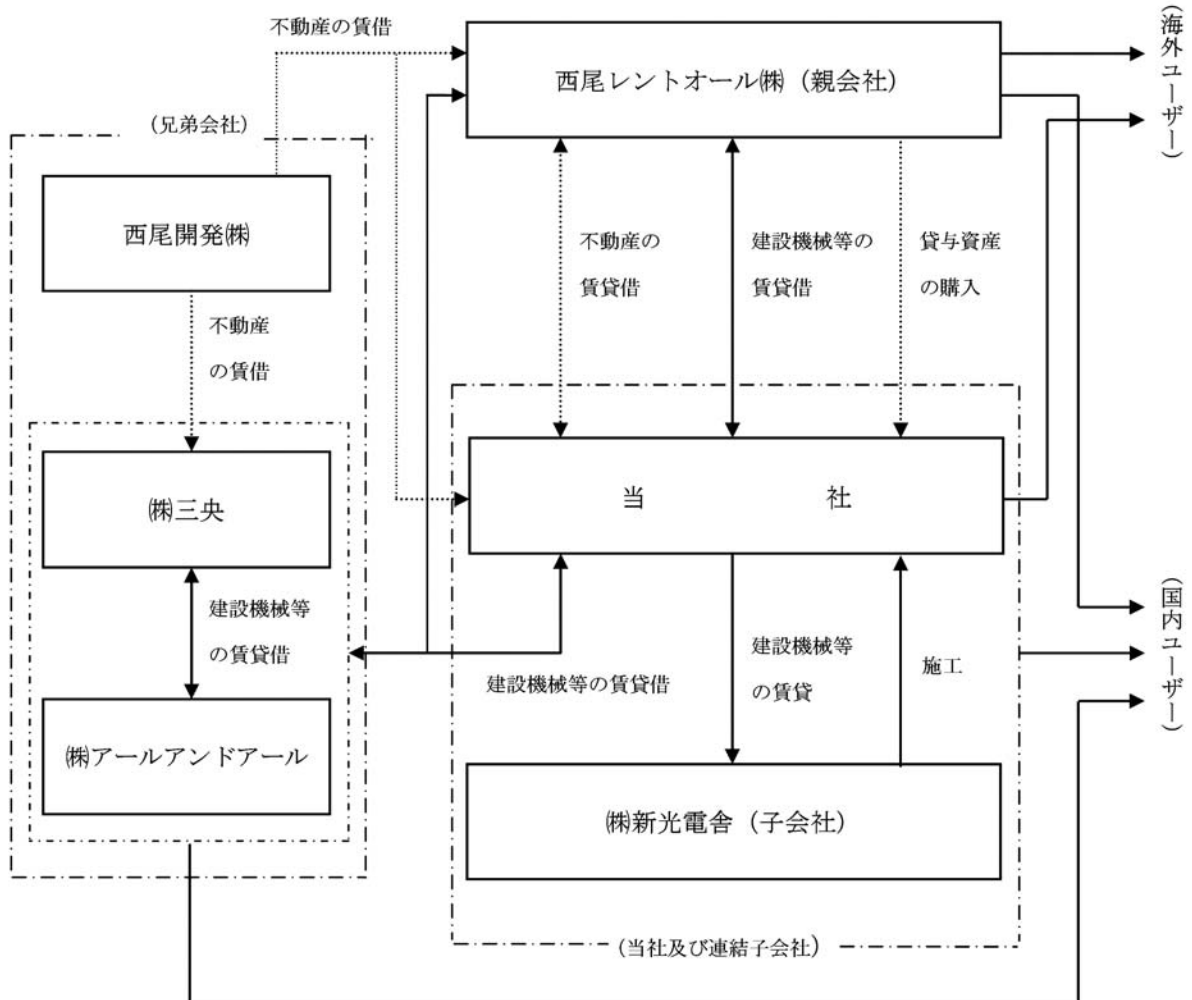 不動産の賃借
西尾レントオール㈱（親会社）
（海外ユーザー）
（兄弟会社）
西尾開発㈱
不動産
の賃借
不動産の
賃貸借
建設機械等の
賃貸借
貸与資産
の購入
㈱三央
当　　社
建設機械等
の賃貸借
建設機械等の賃貸借
建設機械等
の賃貸
施工
（国内ユーザー）
㈱アールアンドアール
㈱新光電舎（子会社）
（当社及び連結子会社）